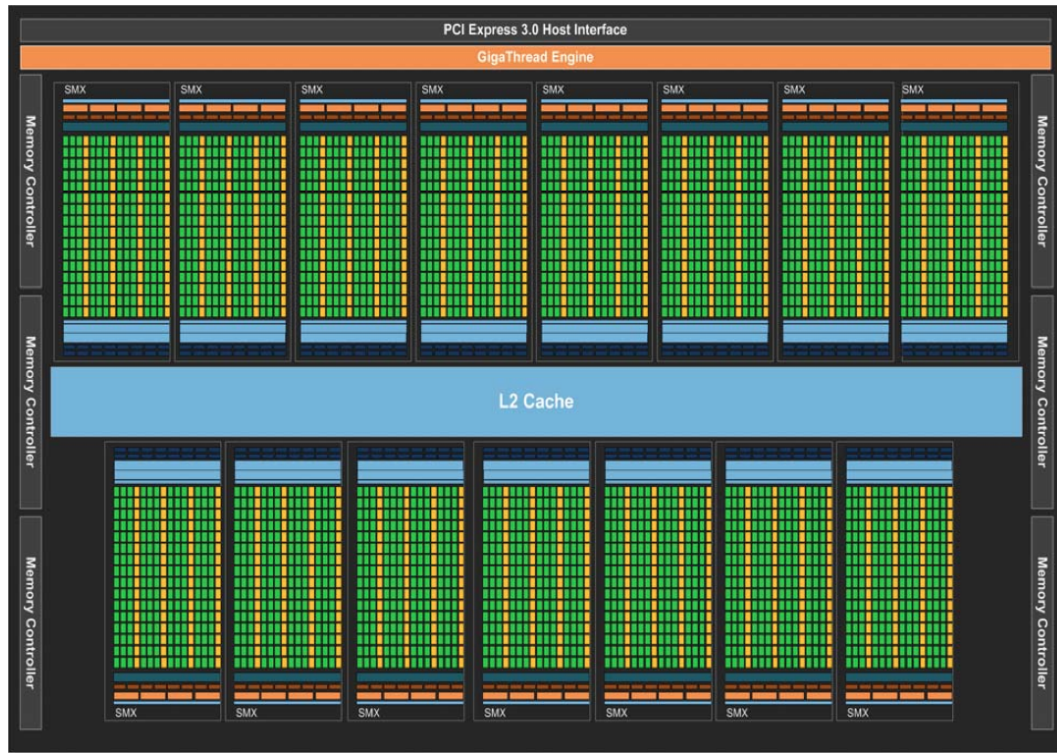 PCI Express 3.0 Host Interface
GigaThread Engine
SMX SMX SMX SMX SMX SMX SMX SMX
Memory Controller
Memory Controller
Memory Controller
Memory Controller
L2 Cache
Memory Controller
Memory Controller
SMX SMX SMX SMX SMX SMX SMX